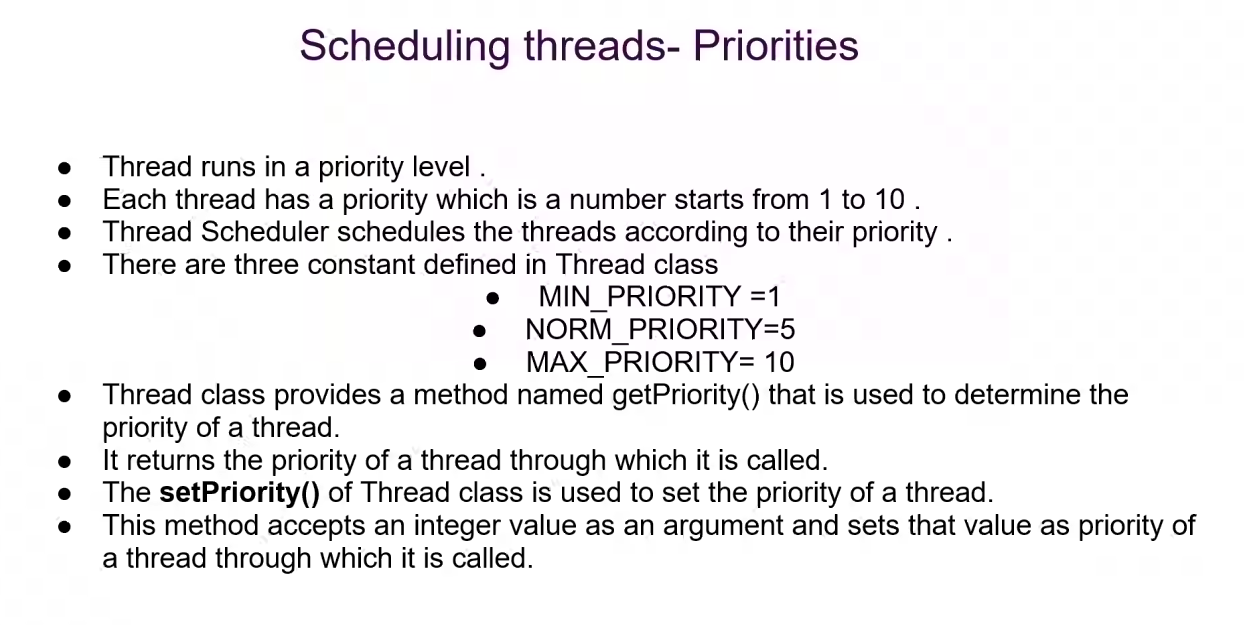 Scheduling threads- Priorities
● Thread runs in a priority level .
● Each thread has a priority which is a number starts from 1 to 10 .
● Thread Scheduler schedules the threads according to their priority .
● There are three constant defined in Thread class
● MIN_PRIORITY =1
● NORM_PRIORITY=5
● MAX_PRIORITY= 10
● Thread class provides a method named getPriority() that is used to determine the
priority of a thread.
● It returns the priority of a thread through which it is called.
● The setPriority() of Thread class is used to set the priority of a thread.
● This method accepts an integer value as an argument and sets that value as priority of
a thread through which it is called.